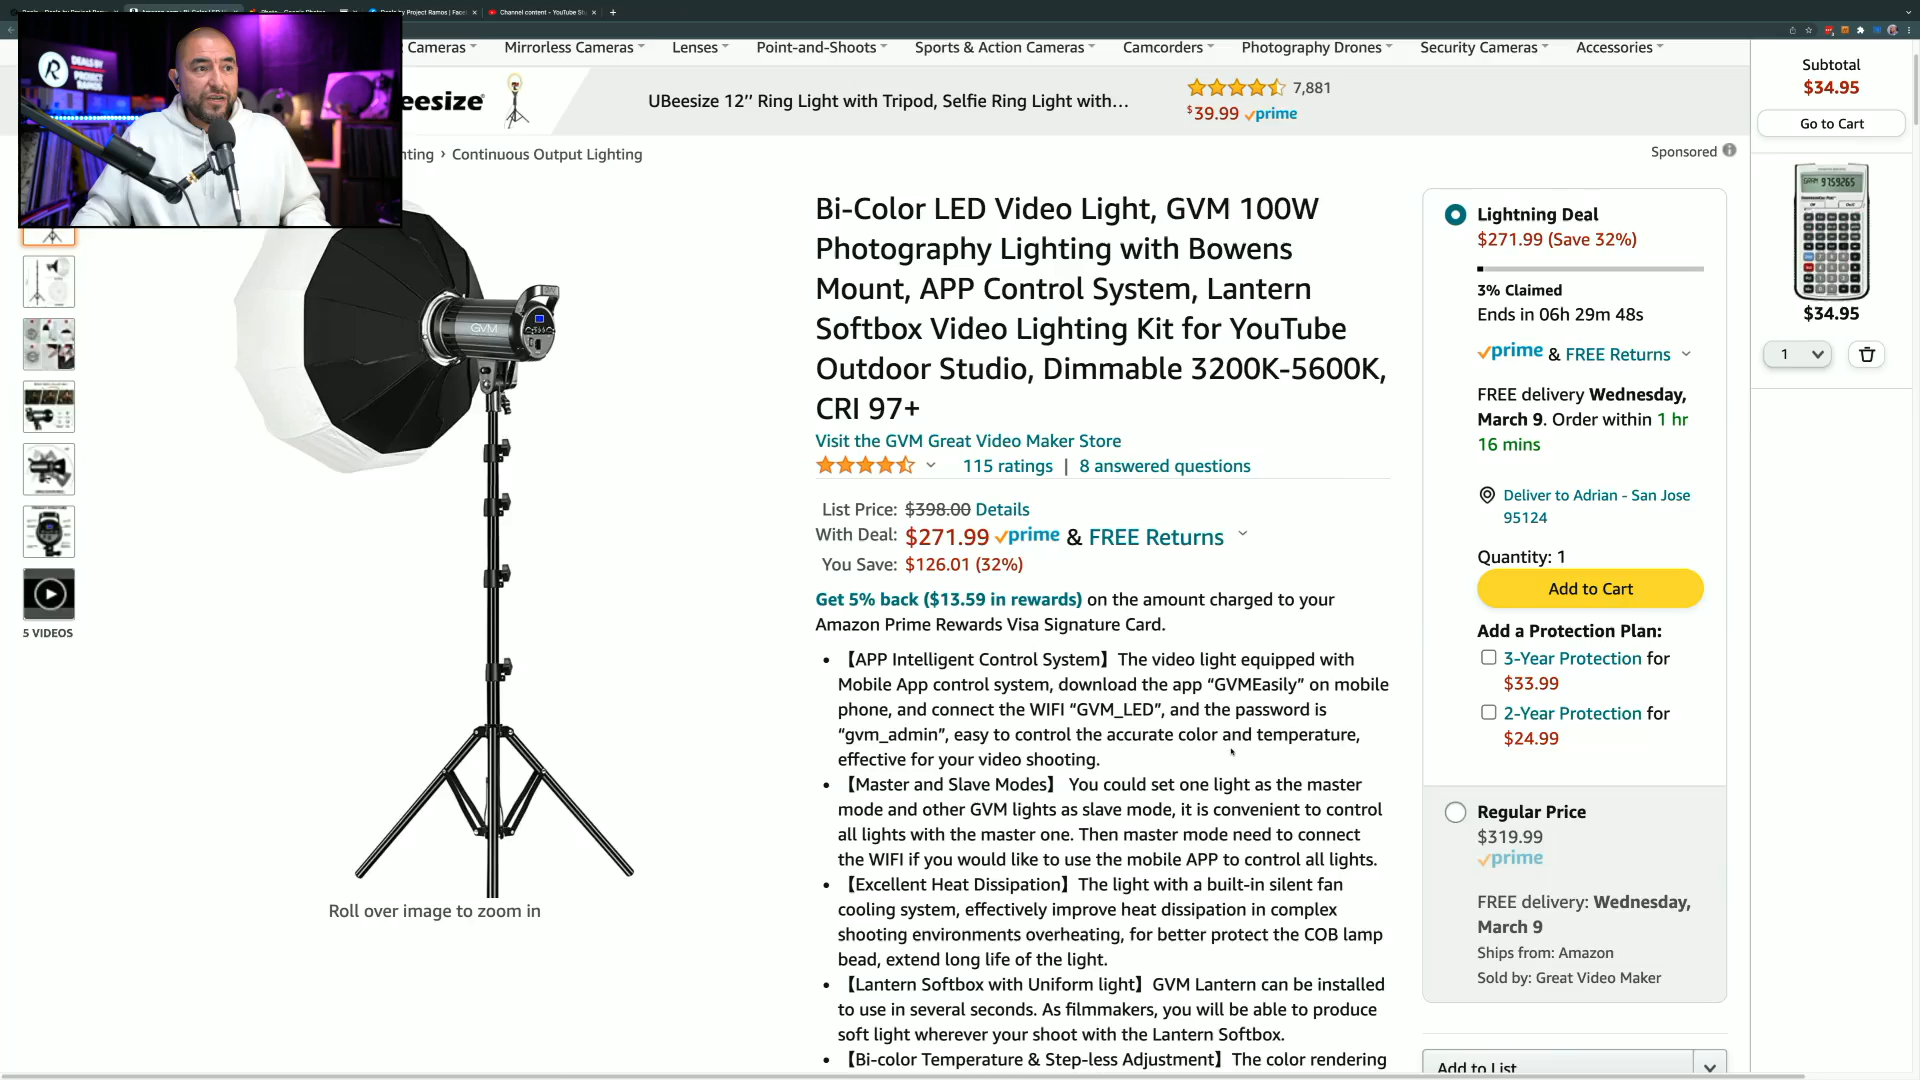 Deals by Project Ramos | Face
Channel content - YouTube St
R
DEALS BY
PROJECT
RAMOS
Cameras
Mirrorless Cameras
Lenses
Point-and-Shoots
Sports & Action Cameras
Camcorders
Photography Drones
Security Cameras
Accessories
eesize
UBeesize 12’’ Ring Light with Tripod, Selfie Ring Light with…
7,881
$39.99 prime
Sponsored
nting › Continuous Output Lighting
5 VIDEOS
GVM
Roll over image to zoom in
Bi-Color LED Video Light, GVM 100W
Photography Lighting with Bowens
Mount, APP Control System, Lantern
Softbox Video Lighting Kit for YouTube
Outdoor Studio, Dimmable 3200K-5600K,
CRI 97+
Visit the GVM Great Video Maker Store
115 ratings | 8 answered questions
List Price: $398.00 Details
With Deal: $271.99 prime & FREE Returns
You Save: $126.01 (32%)
Get 5% back ($13.59 in rewards) on the amount charged to your
Amazon Prime Rewards Visa Signature Card.
• 【APP Intelligent Control System】The video light equipped with
Mobile App control system, download the app “GVMEasily” on mobile
phone, and connect the WIFI “GVM_LED”, and the password is
“gvm_admin”, easy to control the accurate color and temperature,
effective for your video shooting.
• 【Master and Slave Modes】 You could set one light as the master
mode and other GVM lights as slave mode, it is convenient to control
all lights with the master one. Then master mode need to connect
the WIFI if you would like to use the mobile APP to control all lights.
• 【Excellent Heat Dissipation】The light with a built-in silent fan
cooling system, effectively improve heat dissipation in complex
shooting environments overheating, for better protect the COB lamp
bead, extend long life of the light.
• 【Lantern Softbox with Uniform light】GVM Lantern can be installed
to use in several seconds. As filmmakers, you will be able to produce
soft light wherever your shoot with the Lantern Softbox.
• 【Bi-color Temperature & Step-less Adjustment】The color rendering
Lightning Deal
$271.99 (Save 32%)
3% Claimed
Ends in 06h 29m 48s
prime & FREE Returns
FREE delivery Wednesday,
March 9. Order within 1 hr
16 mins
Deliver to Adrian - San Jose
95124
Quantity: 1
Add to Cart
Add a Protection Plan:
3-Year Protection for
$33.99
2-Year Protection for
$24.99
Regular Price
$319.99
prime
FREE delivery: Wednesday,
March 9
Ships from: Amazon
Sold by: Great Video Maker
Add to List
Subtotal
$34.95
Go to Cart
$34.95
1